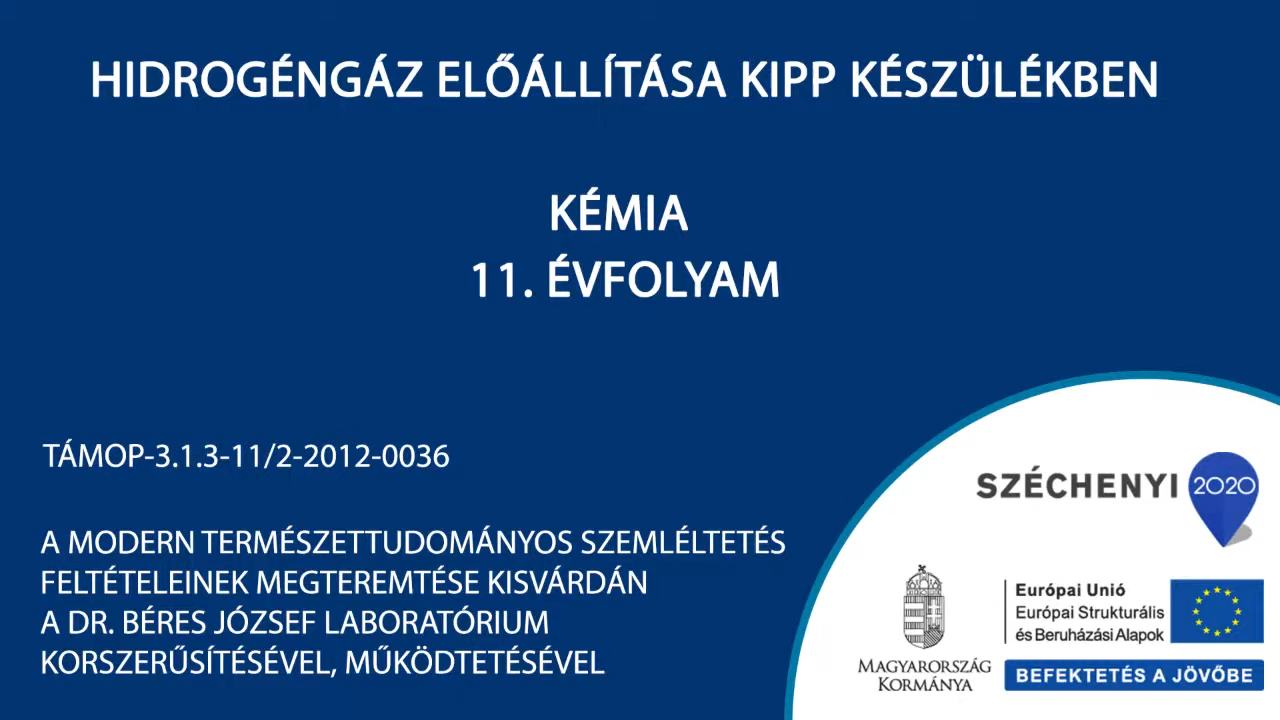 HIDROGÉNGÁZ ELŐÁLLÍTÁSA KIPP KÉSZÜLÉKBEN
KÉMIA
11. ÉVFOLYAM
TÁMOP-3.1.3-11/2-2012-0036
A MODERN TERMÉSZETTUDOMÁNYOS SZEMLÉLTETÉS
FELTÉTELEINEK MEGTEREMTÉSE KISVÁRDÁN
A DR. BÉRES JÓZSEF LABORATÓRIUM
KORSZERŰSÍTÉSÉVEL, MŰKÖDTETÉSÉVEL
SZÉCHENYI 2020
MAGYARORSZÁG
KORMÁNYA
Európai Unió
Európai Strukturális
és Beruházási Alapok
BEFEKTETÉS A JÖVŐBE